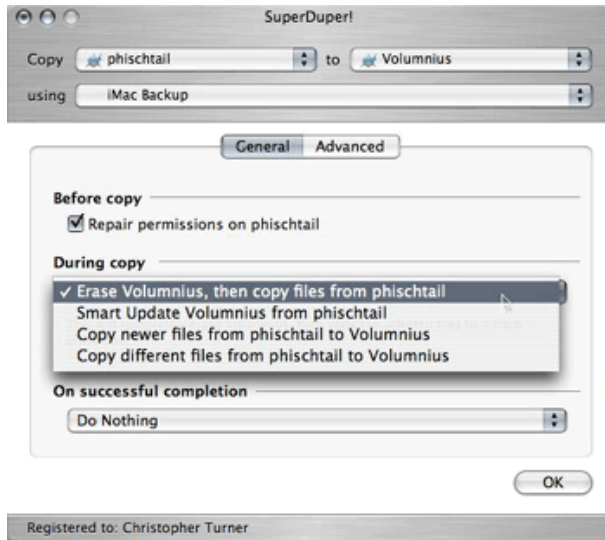 SuperDuper!
Copy phischtail to Volumnius
using iMac Backup
General Advanced
Before copy
Repair permissions on phischtail
During copy
Erase Volumnius, then copy files from phischtail
Smart Update Volumnius from phischtail
Copy newer files from phischtail to Volumnius
Copy different files from phischtail to Volumnius
On successful completion
Do Nothing
OK
Registered to: Christopher Turner